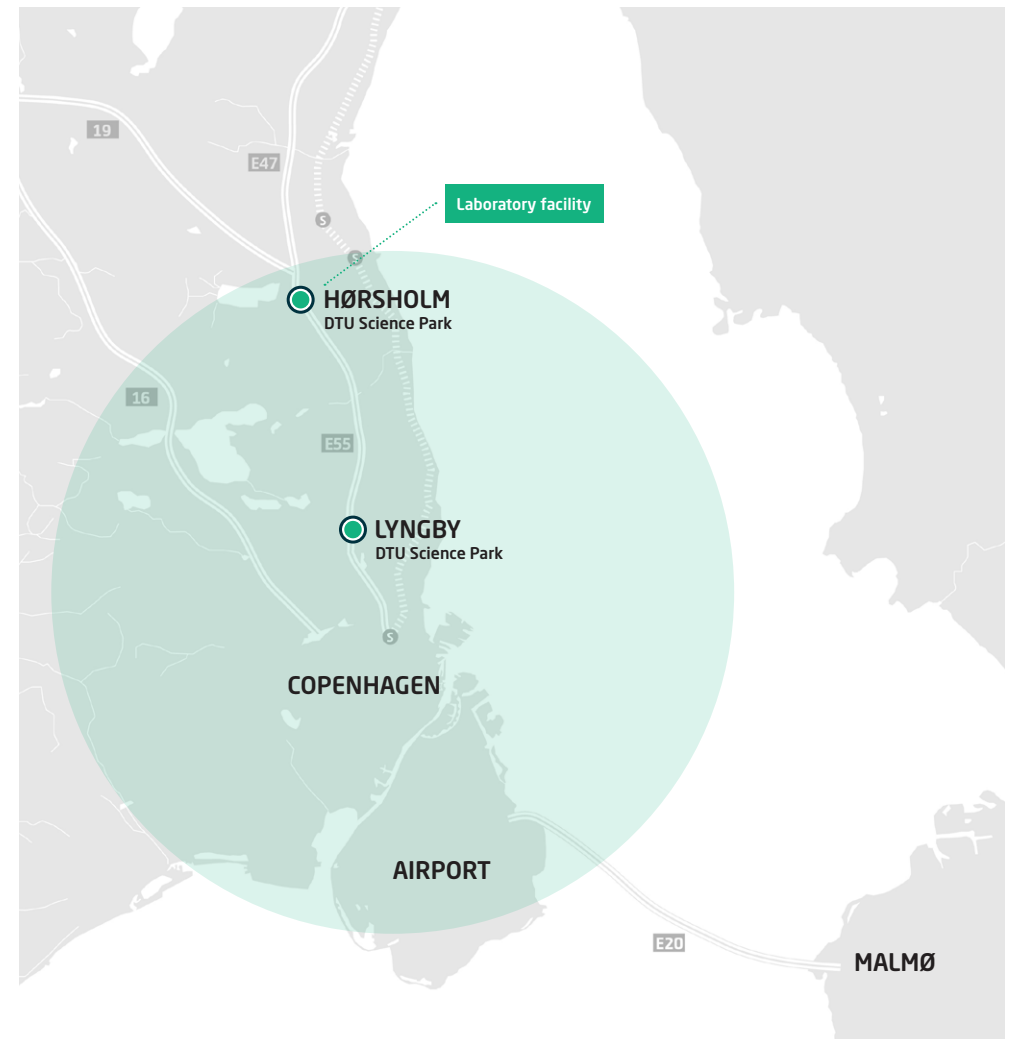 19
E47
S
Laboratory facility
S
HØRSHOLM
DTU Science Park
16
E55
LYNGBY
DTU Science Park
S
COPENHAGEN
AIRPORT
E20
MALMØ